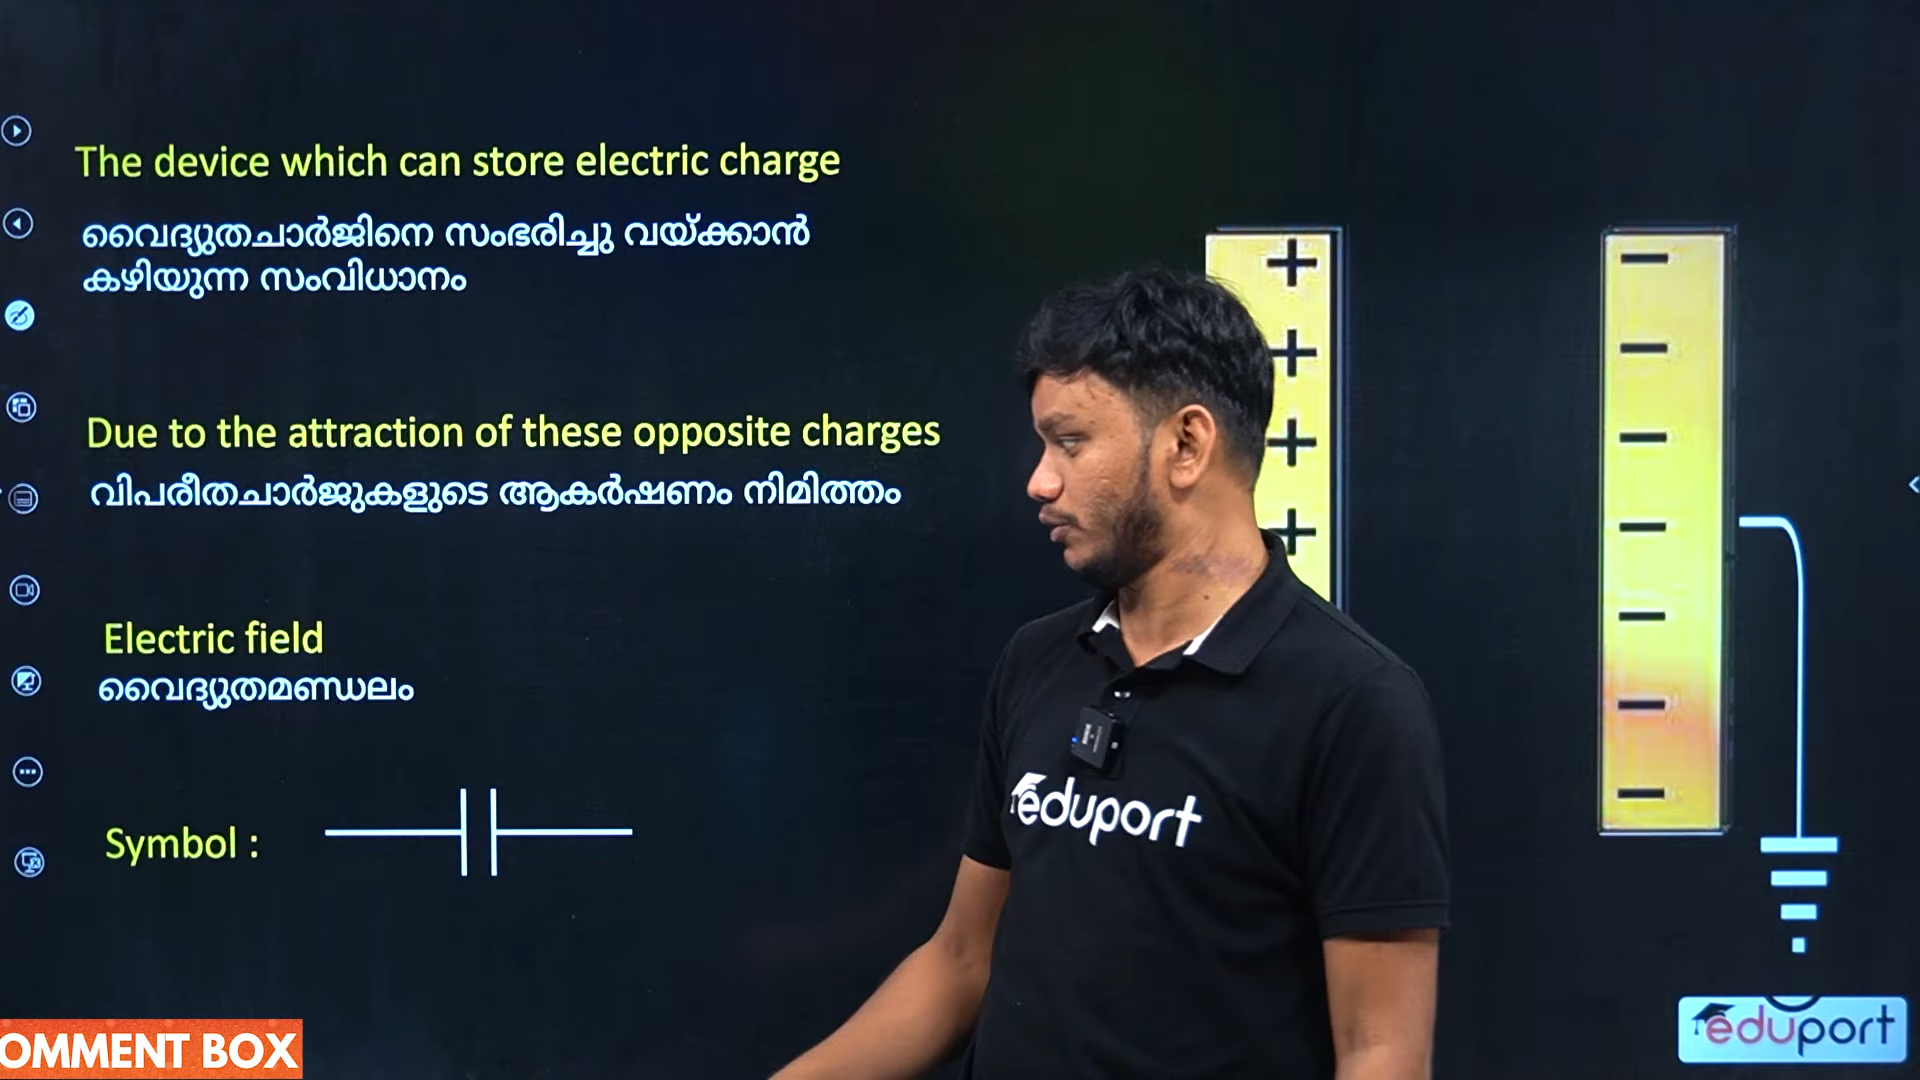 The device which can store electric charge
വൈദ്യുതചാർജിനെ സംഭരിച്ചു വയ്ക്കാൻ
കഴിയുന്ന സംവിധാനം
Due to the attraction of these opposite charges
വിപരീതചാർജുകളുടെ ആകർഷണം നിമിത്തം
Electric field
വൈദ്യുതമണ്ഡലം
Symbol :
eduport
eduport
OMMENT BOX